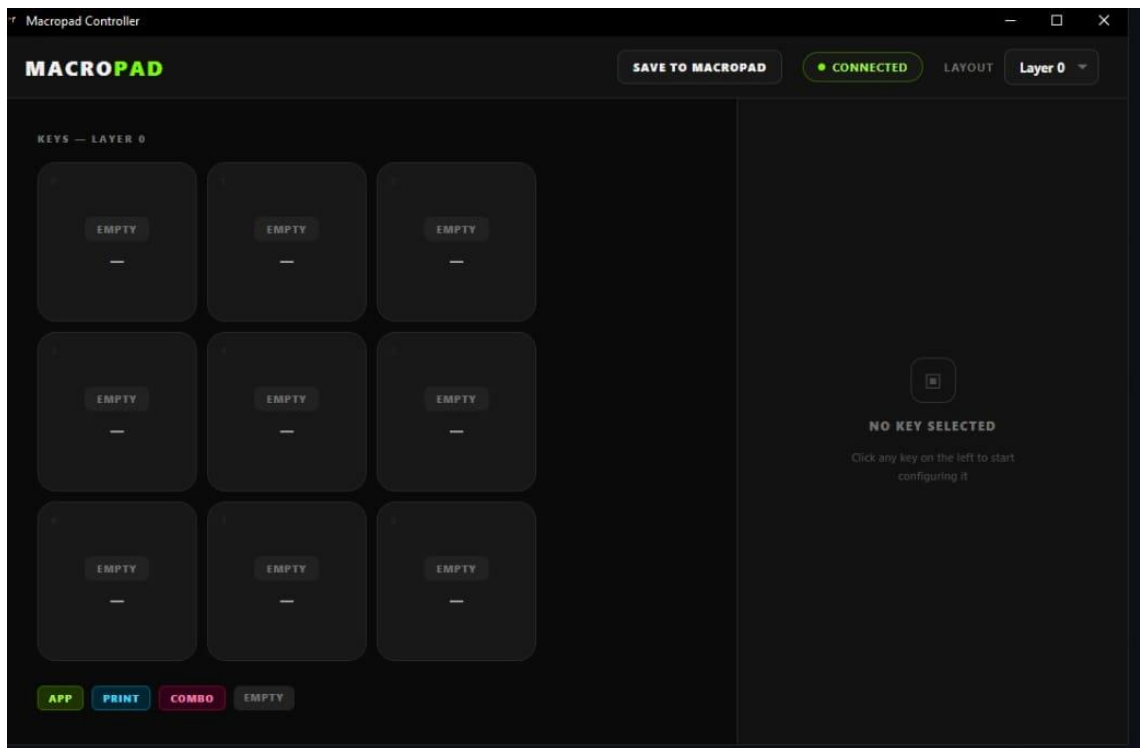 Macropad Controller
MACROPAD
SAVE TO MACROPAD
CONNECTED
LAYOUT
Layer 0
KEYS — LAYER 0
EMPTY EMPTY EMPTY
— — —
EMPTY EMPTY EMPTY
— — —
EMPTY EMPTY EMPTY
— — —
APP PRINT COMBO EMPTY
NO KEY SELECTED
Click any key on the left to start
configuring it